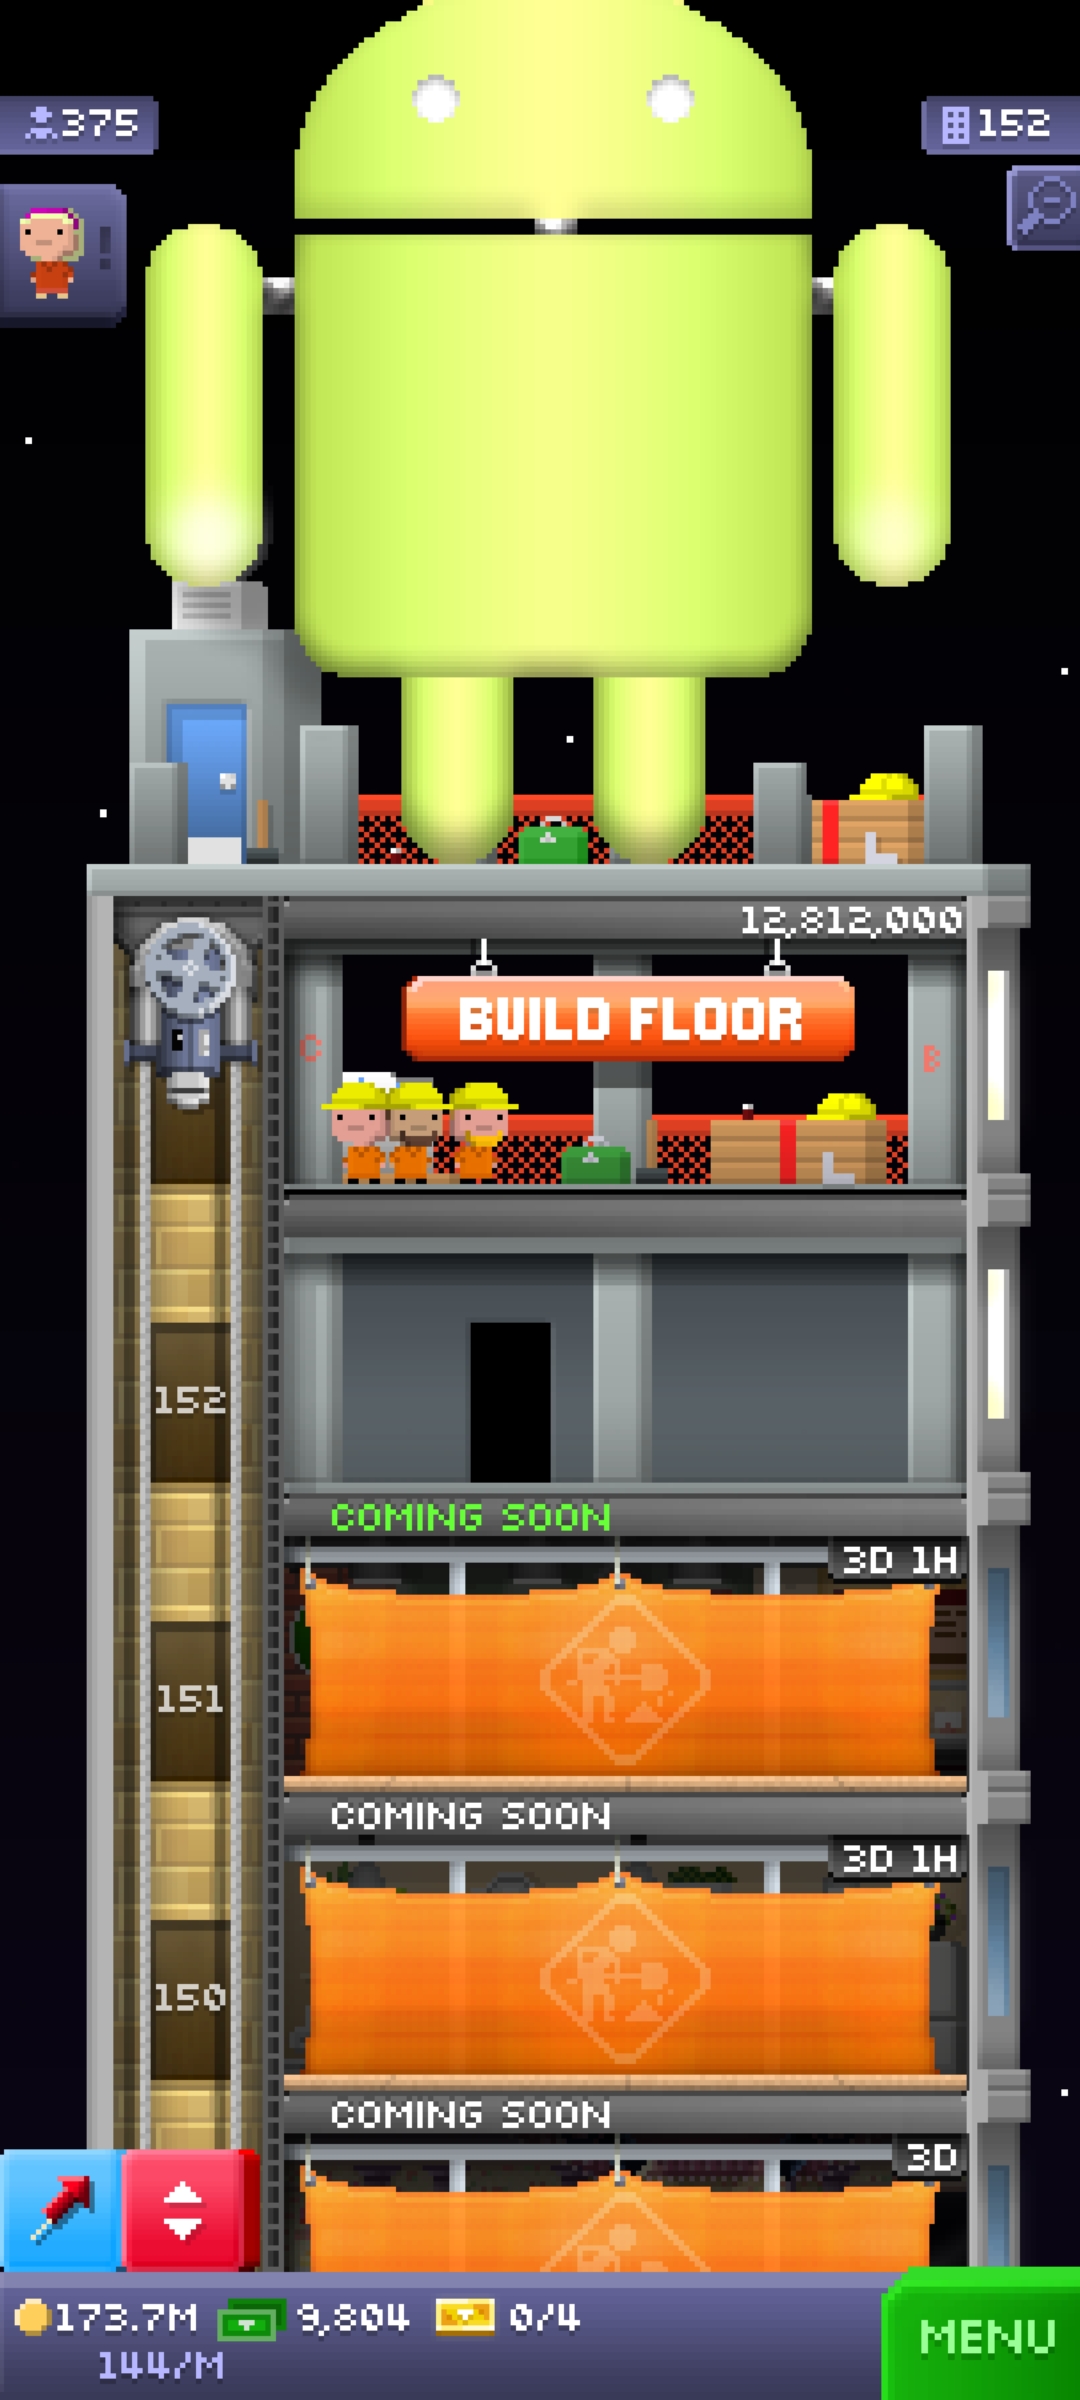 375
152
!
12,812,000
BUILD FLOOR
C
B
152
COMING SOON
3D 1H
151
COMING SOON
3D 1H
150
COMING SOON
3D
173.7M 9,804 0/4
144/M
MENU